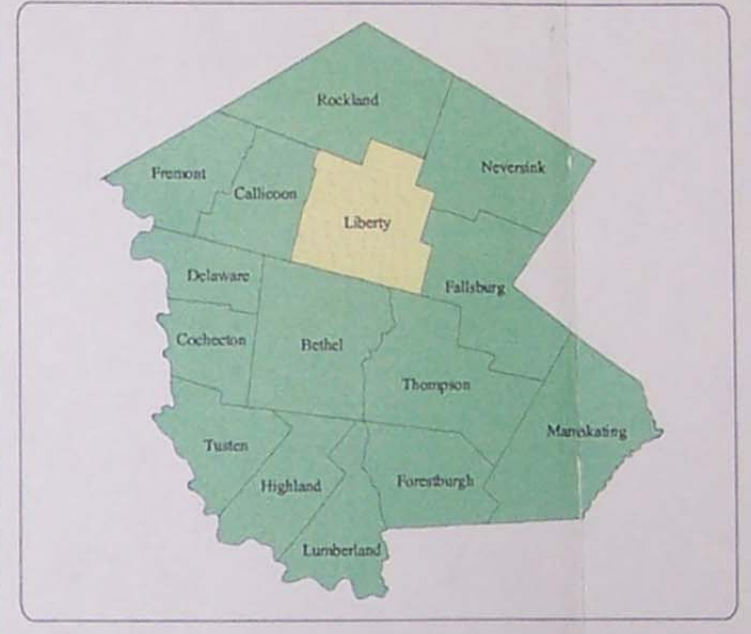 Rockland
Neversink
Fremont
Callicoon
Liberty
Delaware
Fallsburg
Cochecton
Bethel
Thompson
Mamakating
Tusten
Highland
Forestburgh
Lumberland